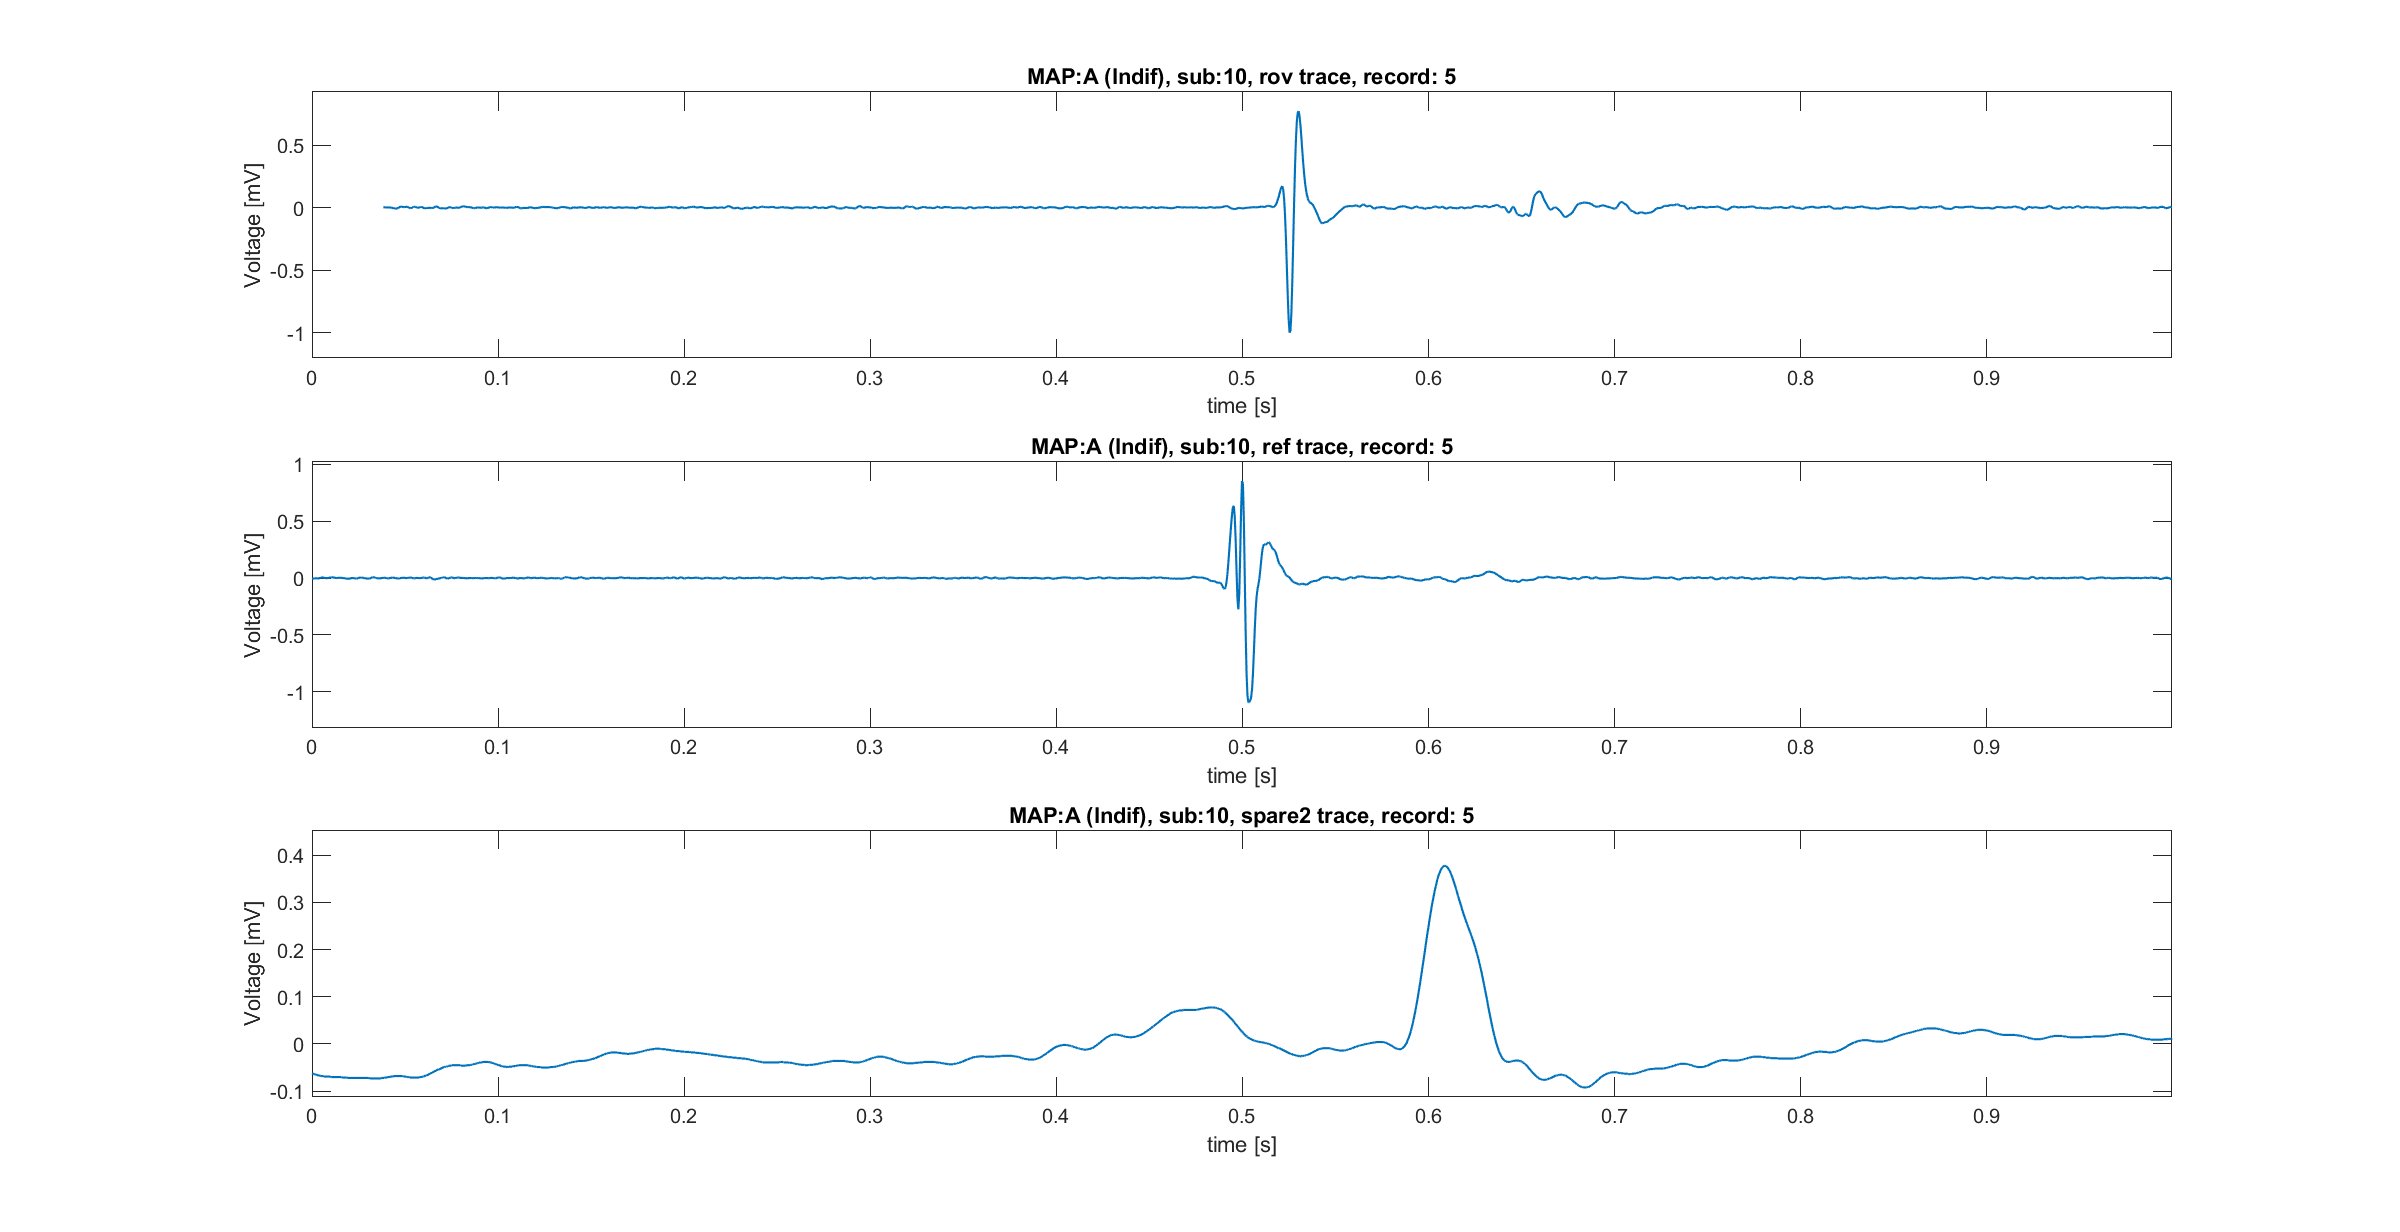 MAP:A (Indif), sub:10, rov trace, record: 5
Voltage [mV]
0.5
0
-0.5
-1
0 0.1 0.2 0.3 0.4 0.5 0.6 0.7 0.8 0.9
time [s]
MAP:A (Indif), sub:10, ref trace, record: 5
Voltage [mV]
1
0.5
0
-0.5
-1
0 0.1 0.2 0.3 0.4 0.5 0.6 0.7 0.8 0.9
time [s]
MAP:A (Indif), sub:10, spare2 trace, record: 5
Voltage [mV]
0.4
0.3
0.2
0.1
0
-0.1
0 0.1 0.2 0.3 0.4 0.5 0.6 0.7 0.8 0.9
time [s]